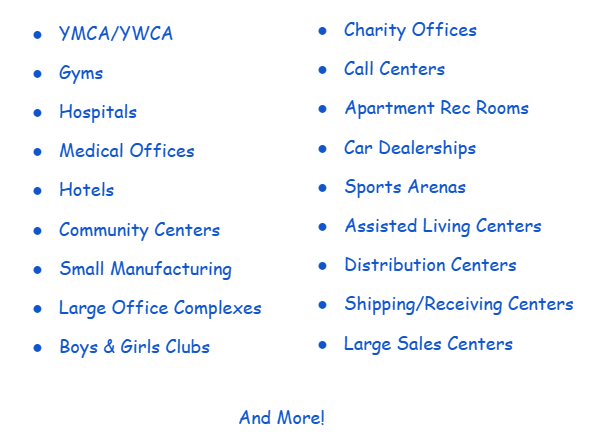 • YMCA/YWCA
• Gyms
• Hospitals
• Medical Offices
• Hotels
• Community Centers
• Small Manufacturing
• Large Office Complexes
• Boys & Girls Clubs
• Charity Offices
• Call Centers
• Apartment Rec Rooms
• Car Dealerships
• Sports Arenas
• Assisted Living Centers
• Distribution Centers
• Shipping/Receiving Centers
• Large Sales Centers
And More!